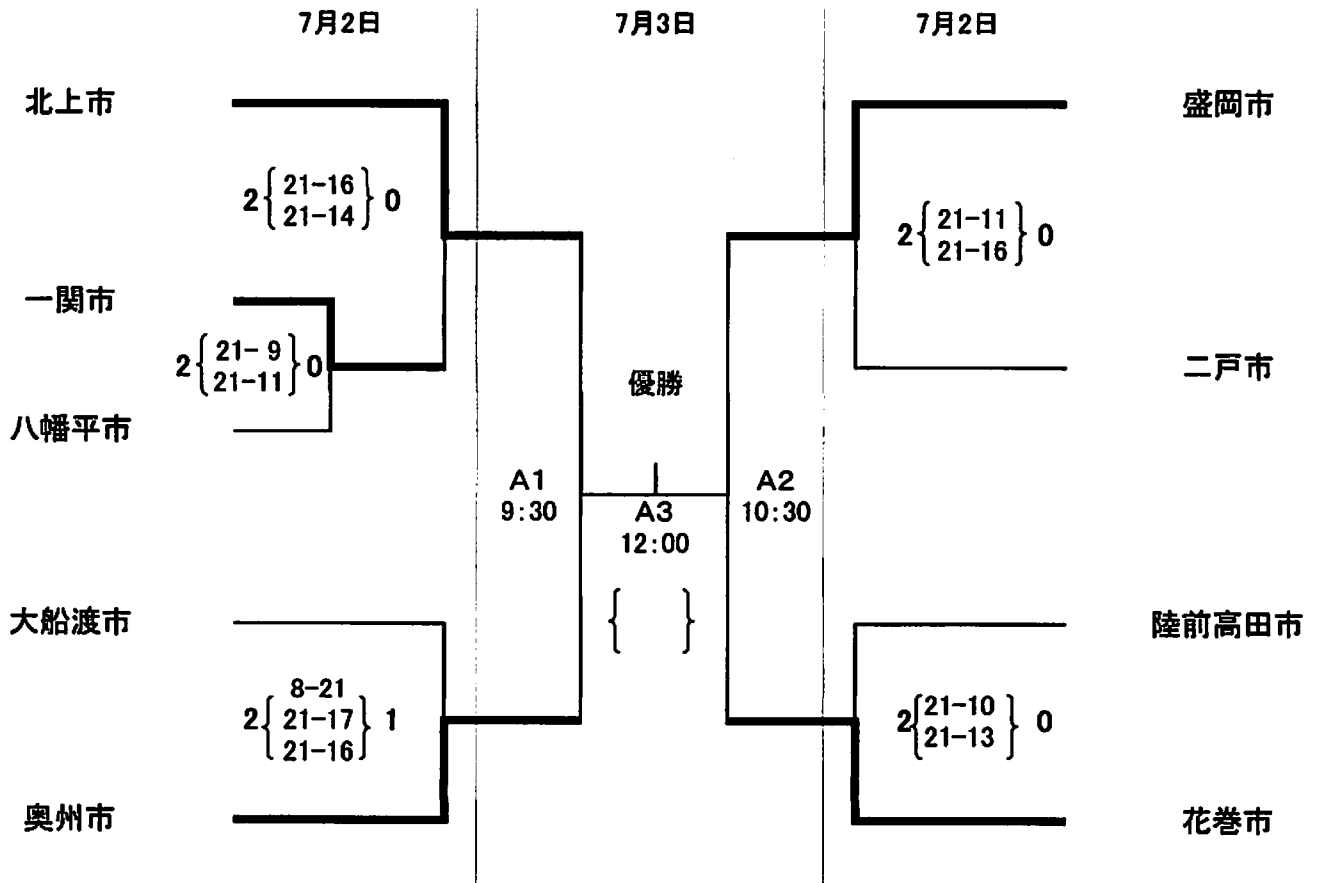 7月2日 7月3日 7月2日
北上市 盛岡市
2 { 21-16 } 0
21-14
2 { 21-11 } 0
21-16
一関市
2 { 21- 9 } 0
21-11
八幡平市
二戸市
優勝
A1
9:30
A2
10:30
A3
12:00
{ }
大船渡市 陸前高田市
8-21
2 { 21-17 } 1
21-16
2 { 21-10 } 0
21-13
奥州市 花巻市